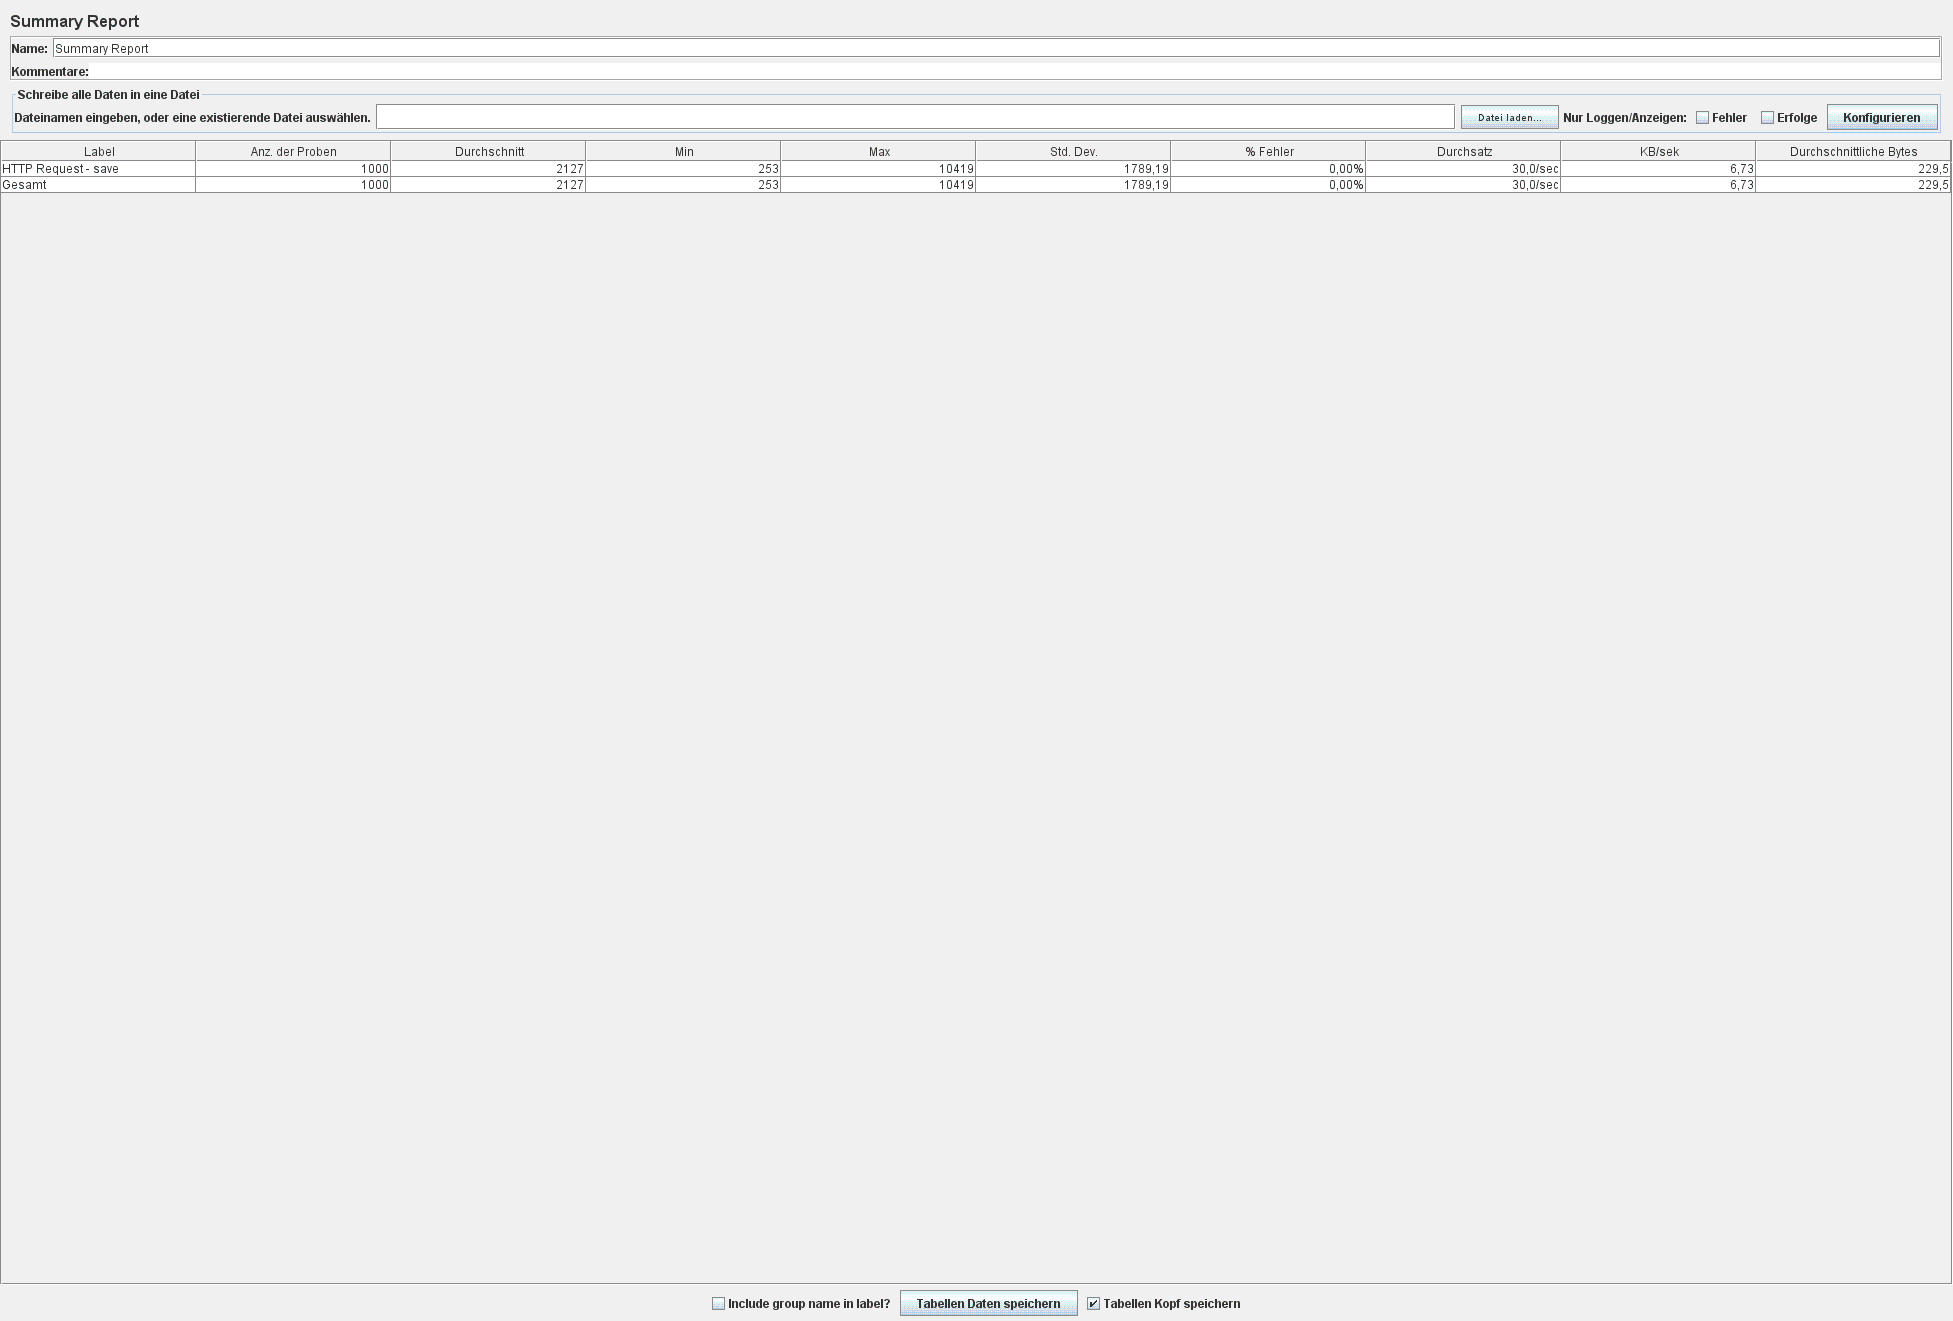 Summary Report
Name: Summary Report
Kommentare:
Schreibe alle Daten in eine Datei
Dateinamen eingeben, oder eine existierende Datei auswählen. Datei laden... Nur Loggen/Anzeigen: Fehler Erfolge Konfigurieren
Label Anz. der Proben Durchschnitt Min Max Std. Dev. % Fehler Durchsatz KB/sek Durchschnittliche Bytes
HTTP Request - save 1000 2127 253 10419 1789,19 0,00% 30,0/sec 6,73 229,5
Gesamt 1000 2127 253 10419 1789,19 0,00% 30,0/sec 6,73 229,5
Include group name in label? Tabellen Daten speichern Tabellen Kopf speichern